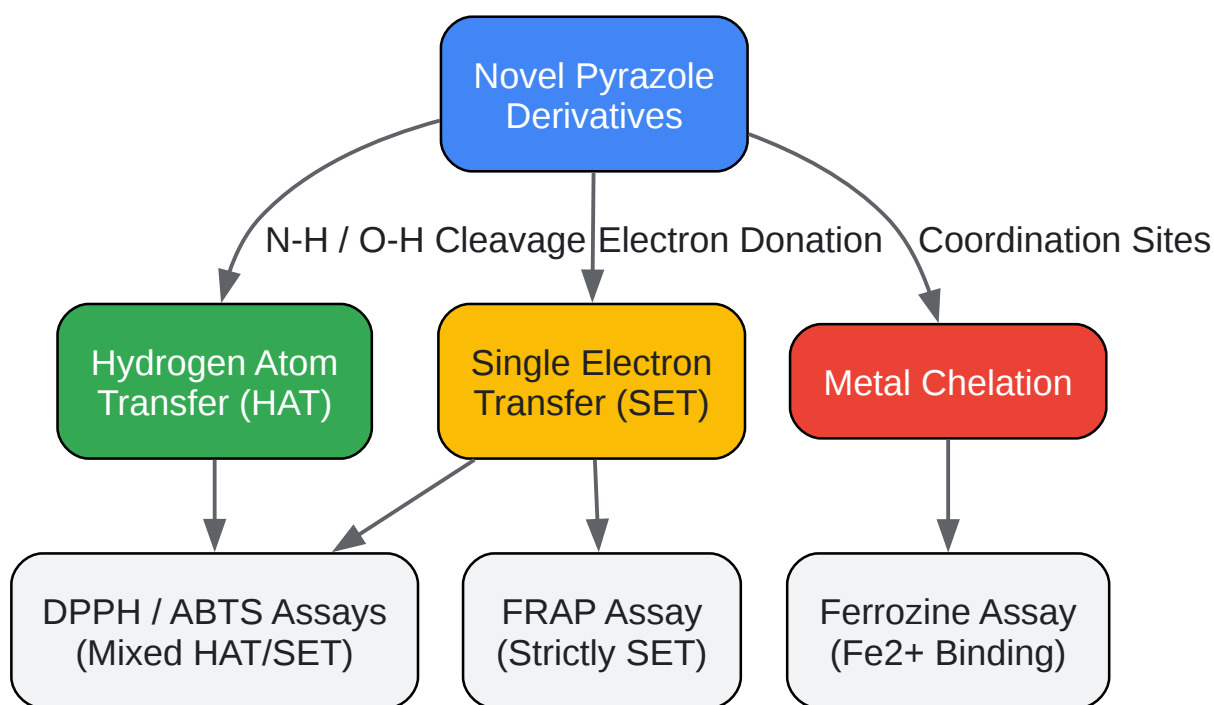 Novel Pyrazole
Derivatives
N-H / O-H Cleavage
Electron Donation
Coordination Sites
Hydrogen Atom
Transfer (HAT)
Single Electron
Transfer (SET)
Metal Chelation
DPPH / ABTS Assays
(Mixed HAT/SET)
FRAP Assay
(Strictly SET)
Ferrozine Assay
(Fe2+ Binding)